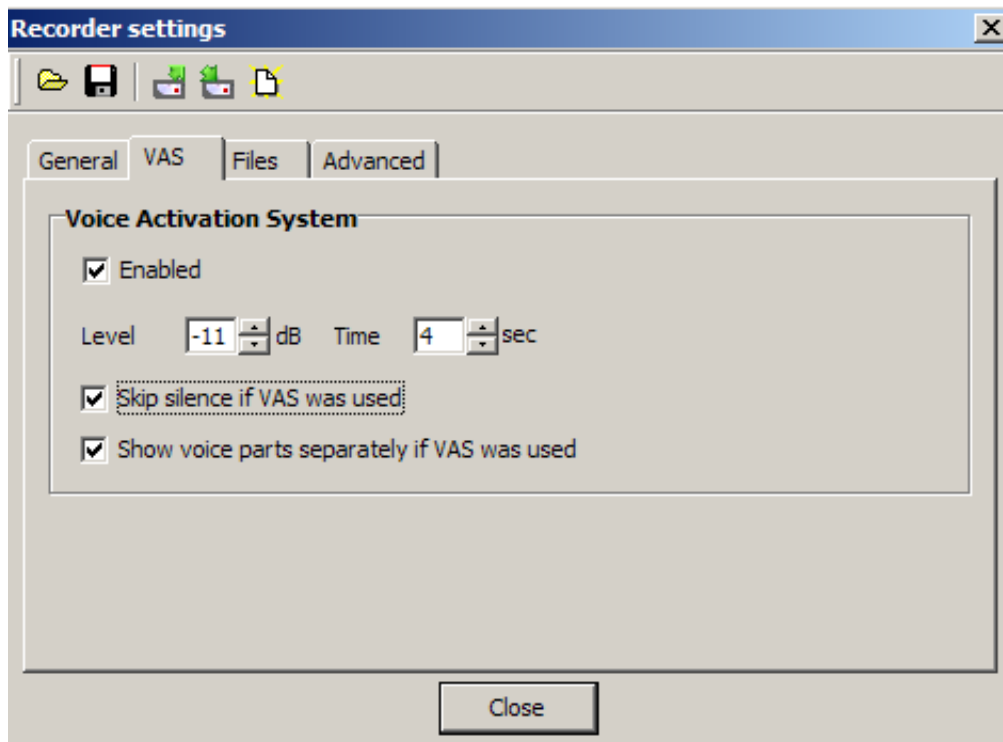 Recorder settings
General VAS Files Advanced
Voice Activation System
Enabled
Level -11 dB Time 4 sec
Skip silence if VAS was used
Show voice parts separately if VAS was used
Close